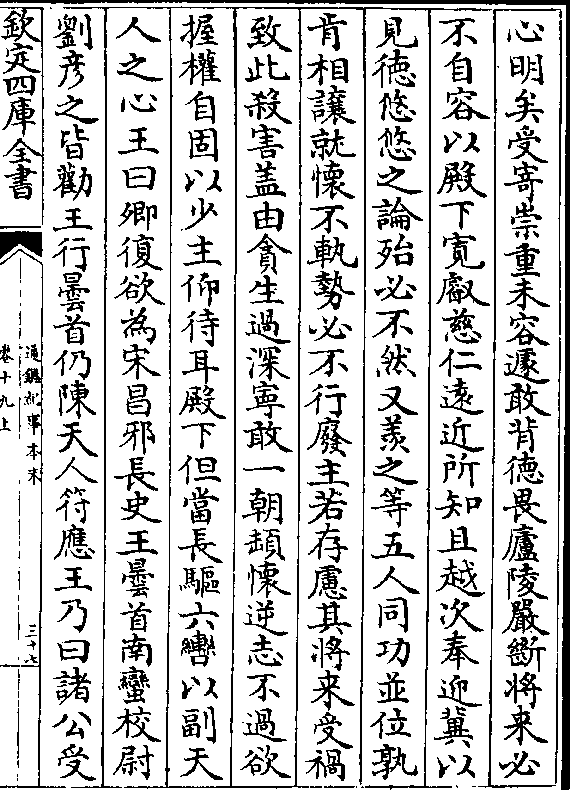 心明矣受寄崇重未容遽敢背德畏廬陵嚴斷將来必
不自容以殿下寛叡慈仁逺近所知且越次奉迎冀以
見徳悠悠之論殆必不然又羨之等五人同功並位孰
肯相讓就懐不軌勢必不行廢主若存慮其将来受禍
致此殺害盖由貪生過深寧敢一朝頓懐逆志不過欲
握權自固以少主仰待耳殿下但當長驅六轡以副天
人之心王曰卿復欲為宋昌邪長史王曇首南蠻校尉
劉彦之皆勸王行曇首仍陳天人符應王乃曰諸公受
欽定四庫全書
通鑑紀事本末
卷十九上
三十七